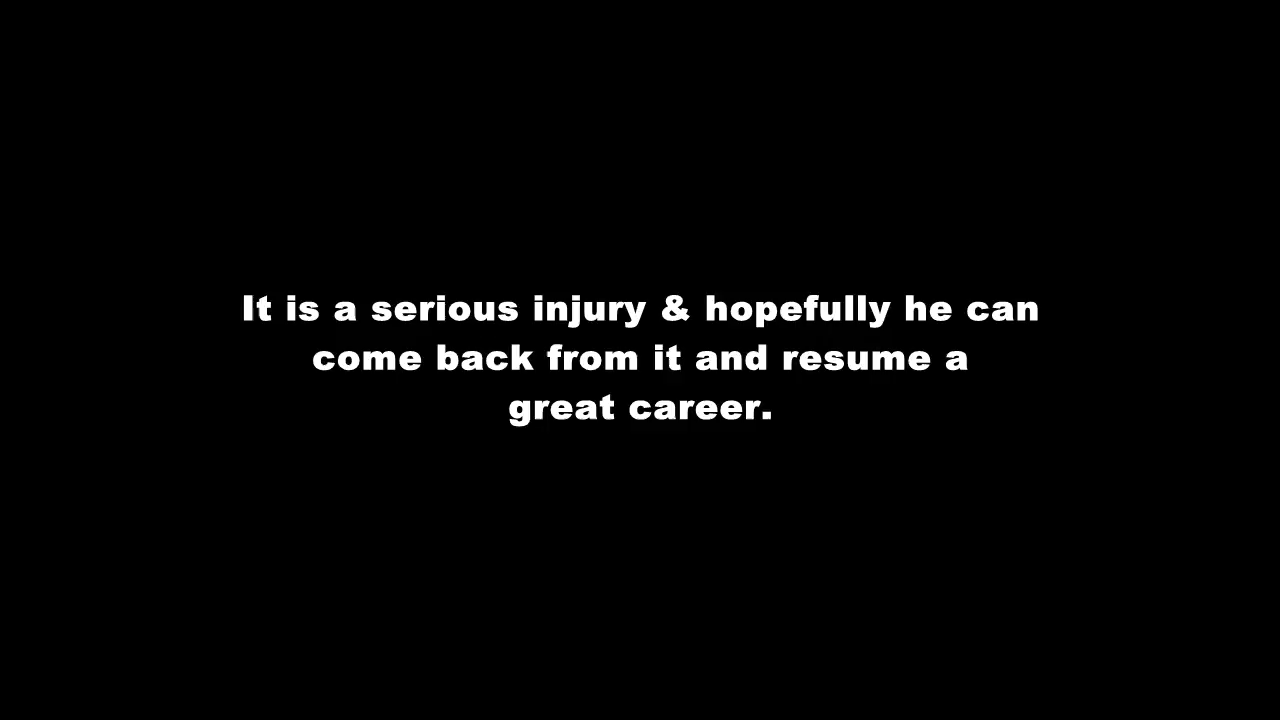 It is a serious injury & hopefully he can
come back from it and resume a
great career.